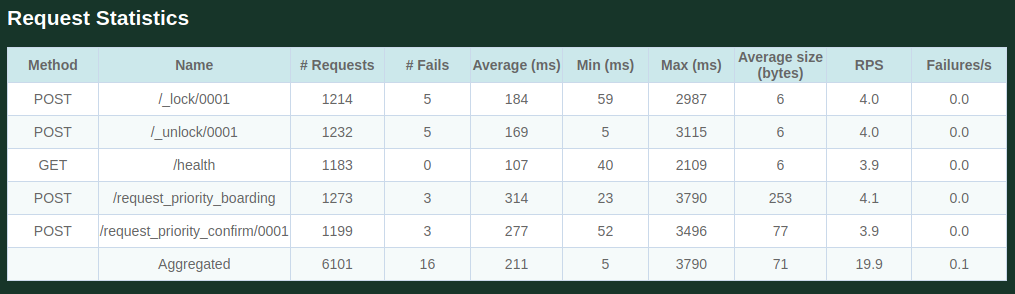 Request Statistics
Method Name # Requests # Fails Average (ms) Min (ms) Max (ms) Average size (bytes) RPS Failures/s
POST /_lock/0001 1214 5 184 59 2987 6 4.0 0.0
POST /_unlock/0001 1232 5 169 5 3115 6 4.0 0.0
GET /health 1183 0 107 40 2109 6 3.9 0.0
POST /request_priority_boarding 1273 3 314 23 3790 253 4.1 0.0
POST /request_priority_confirm/0001 1199 3 277 52 3496 77 3.9 0.0
Aggregated 6101 16 211 5 3790 71 19.9 0.1